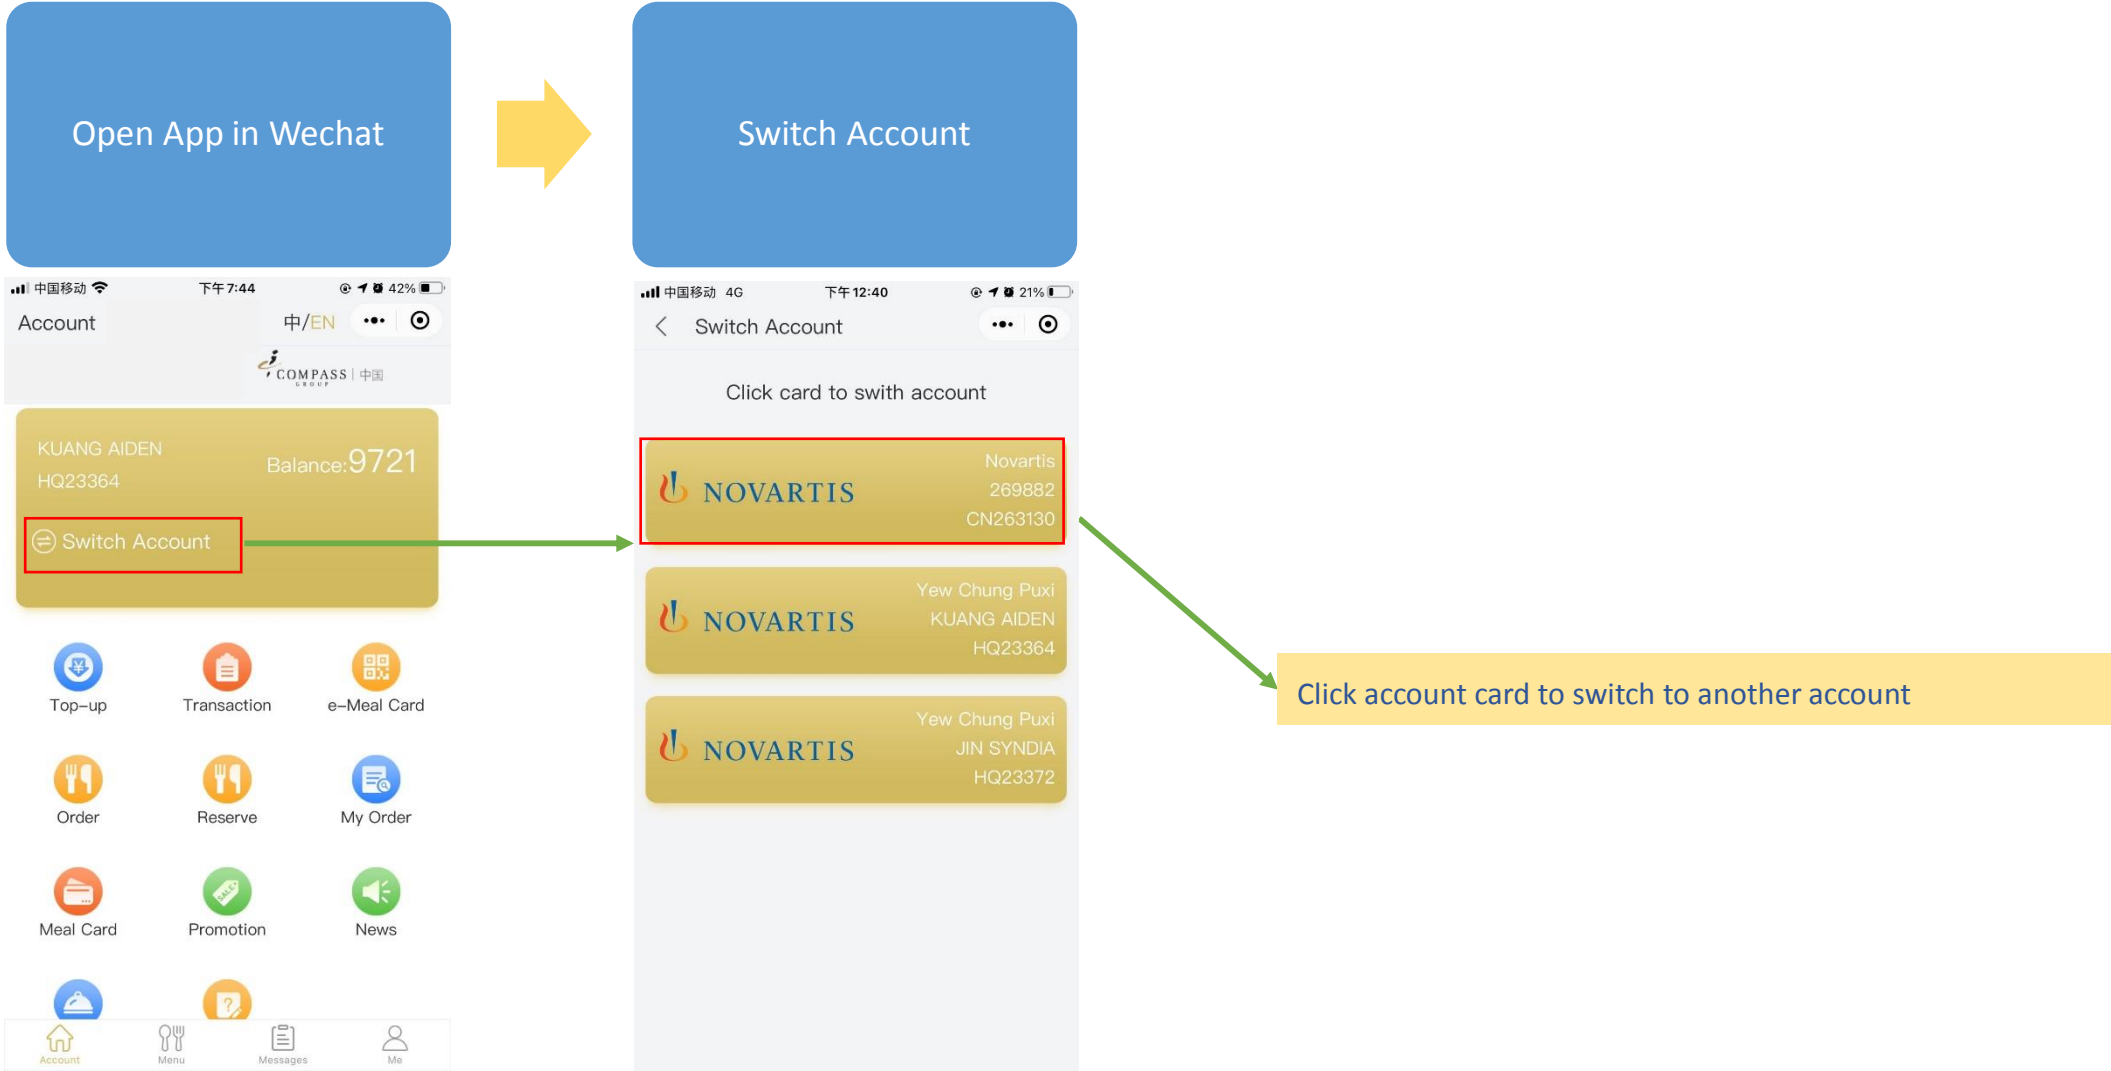 Open App in Wechat
Switch Account
中国移动
下午7:44
42%
Account
中/EN
COMPASS
GROUP
中国
KUANG AIDEN
HQ23364
Balance:9721
Switch Account
Top-up
Transaction
e-Meal Card
Order
Reserve
My Order
SALE
Meal Card
Promotion
News
Account
Menu
Messages
Me
中国移动 4G
下午12:40
21%
Switch Account
Click card to swith account
NOVARTIS
Novartis
269882
CN263130
NOVARTIS
Yew Chung Puxi
KUANG AIDEN
HQ23364
NOVARTIS
Yew Chung Puxi
JIN SYNDIA
HQ23372
Click account card to switch to another account